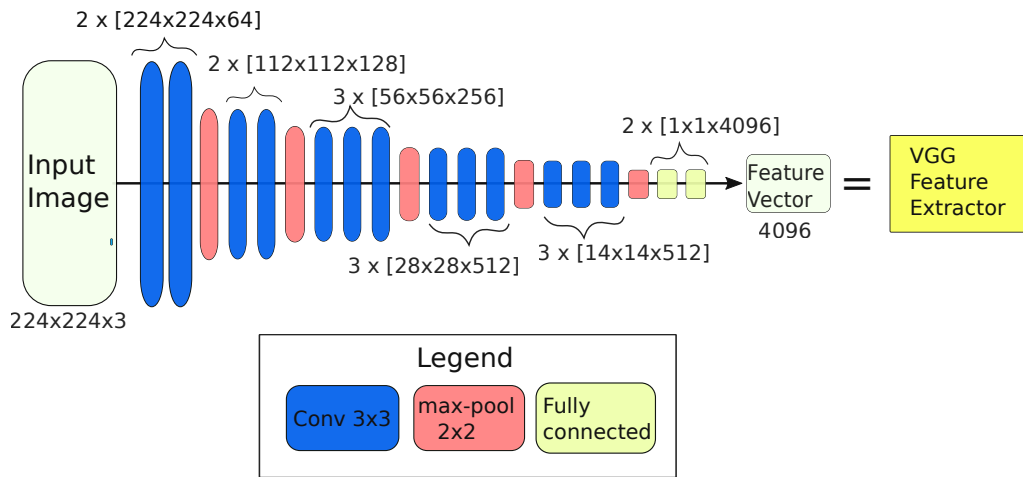 2 x [224x224x64]
2 x [112x112x128]
3 x [56x56x256]
2 x [1x1x4096]
Input
Image
Feature
Vector
=
VGG
Feature
Extractor
4096
3 x [28x28x512]
3 x [14x14x512]
224x224x3
Legend
Conv 3x3
max-pool
2x2
Fully
connected